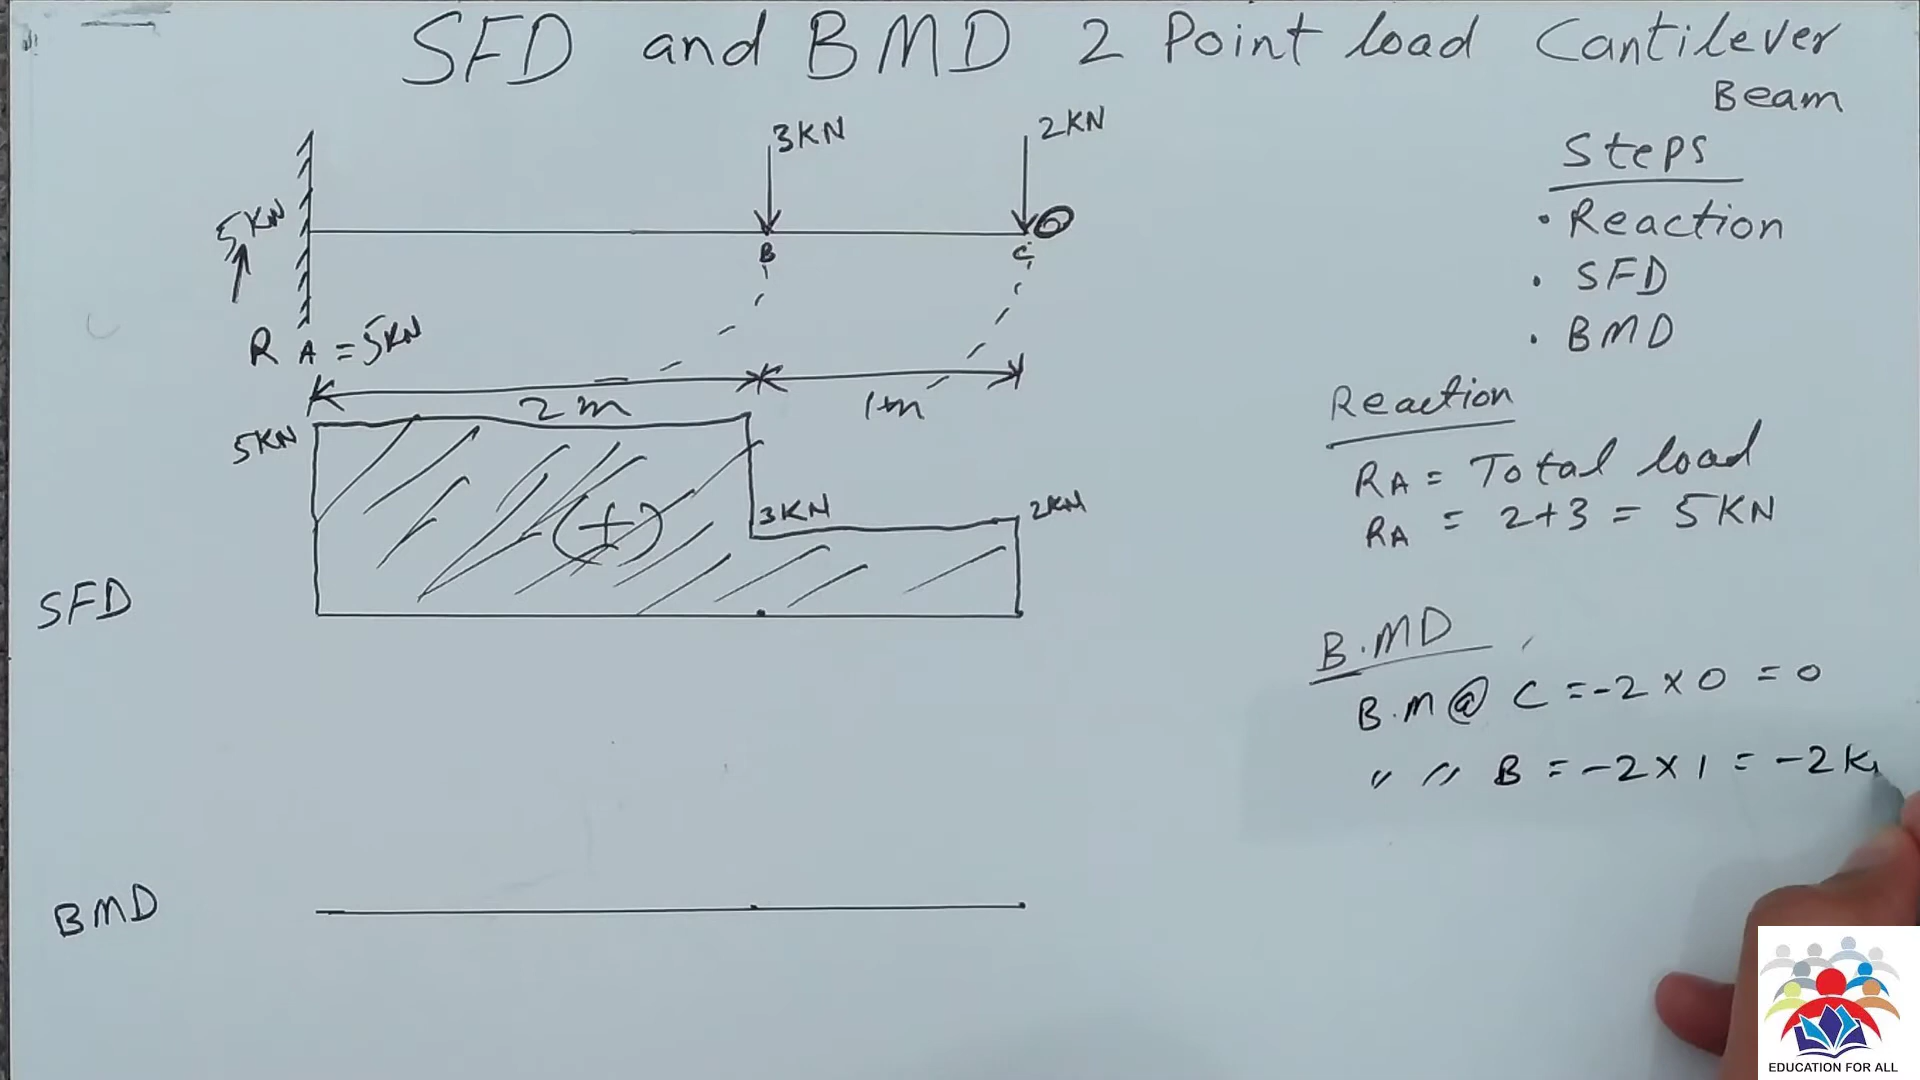 SFD and BMD 2 Point load Cantilever
Beam
3KN
2KN
Steps
5KN
• Reaction
B
C
• SFD
R A = 5KN
• BMD
2m
1m
Reaction
5KN
RA = Total load
3KN
2KN
RA = 2+3 = 5KN
SFD
B.MD
B.M@ C = -2 × 0 = 0
〃 〃 B = -2 × 1 = -2 K
BMD
EDUCATION FOR ALL